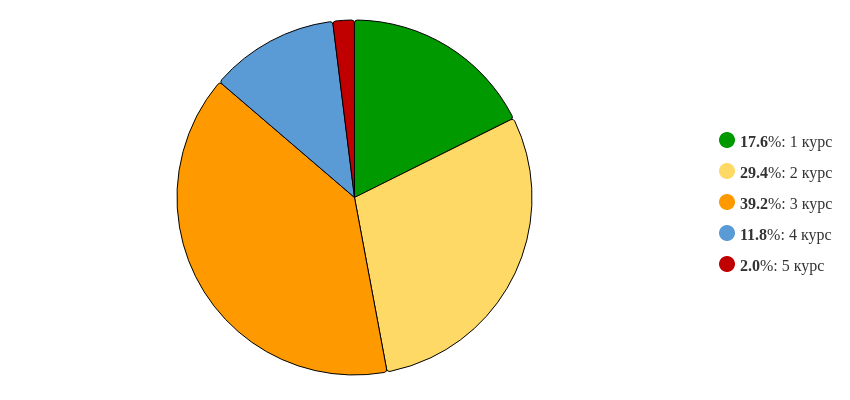 17.6%: 1 курс
29.4%: 2 курс
39.2%: 3 курс
11.8%: 4 курс
2.0%: 5 курс